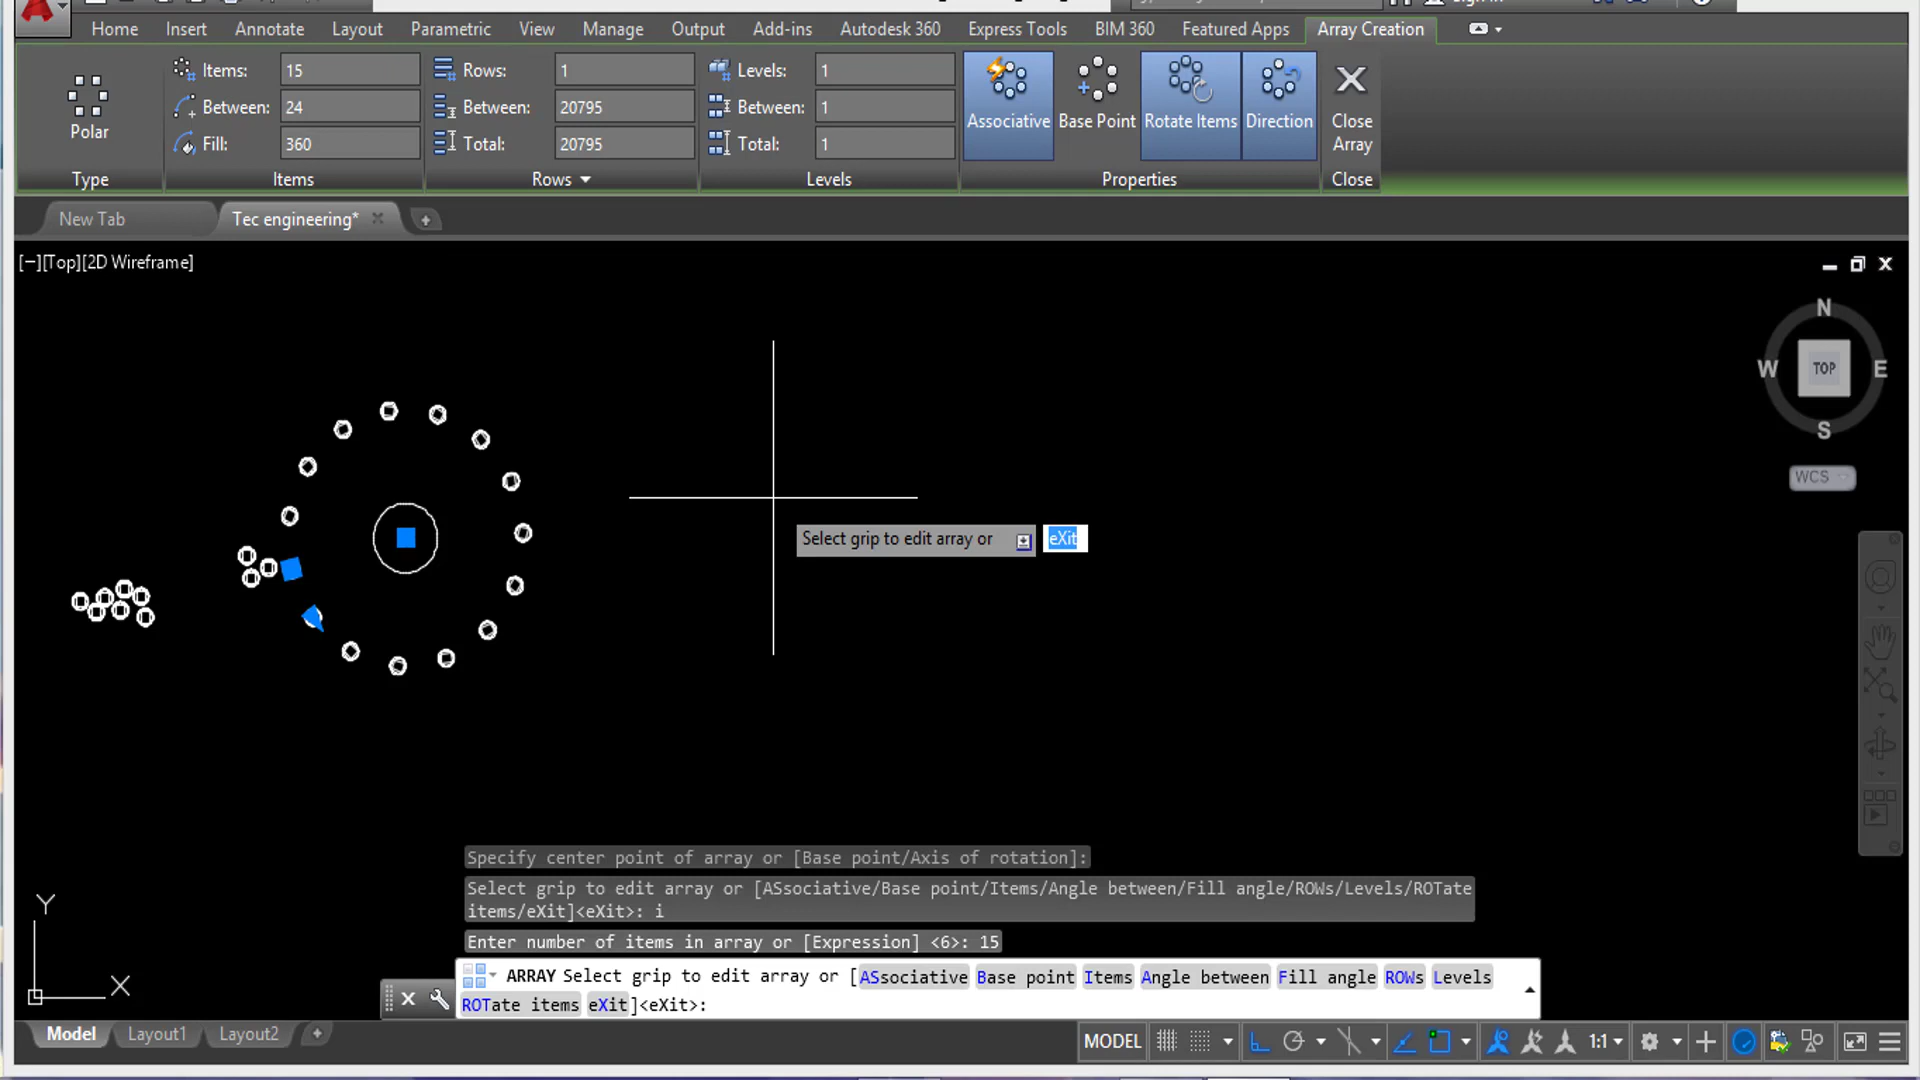 Home Insert Annotate Layout Parametric View Manage Output Add-ins Autodesk 360 Express Tools BIM 360 Featured Apps Array Creation
Items: 15 Rows: 1 Levels: 1
Between: 24 Between: 20795 Between: 1
Fill: 360 Total: 20795 Total: 1
Polar
Associative Base Point Rotate Items Direction Close Array
Type Items Rows Levels Properties Close
New Tab Tec engineering*
[−][Top][2D Wireframe]
N
W TOP E
S
WCS
Select grip to edit array or eXit
Specify center point of array or [Base point/Axis of rotation]:
Select grip to edit array or [ASsociative/Base point/Items/Angle between/Fill angle/ROWs/Levels/ROTate
items/eXit]<eXit>: i
Enter number of items in array or [Expression] <6>: 15
ARRAY Select grip to edit array or [ASsociative Base point Items Angle between Fill angle ROWs Levels
ROTate items eXit]<eXit>:
Y
X
Model Layout1 Layout2
MODEL 1:1